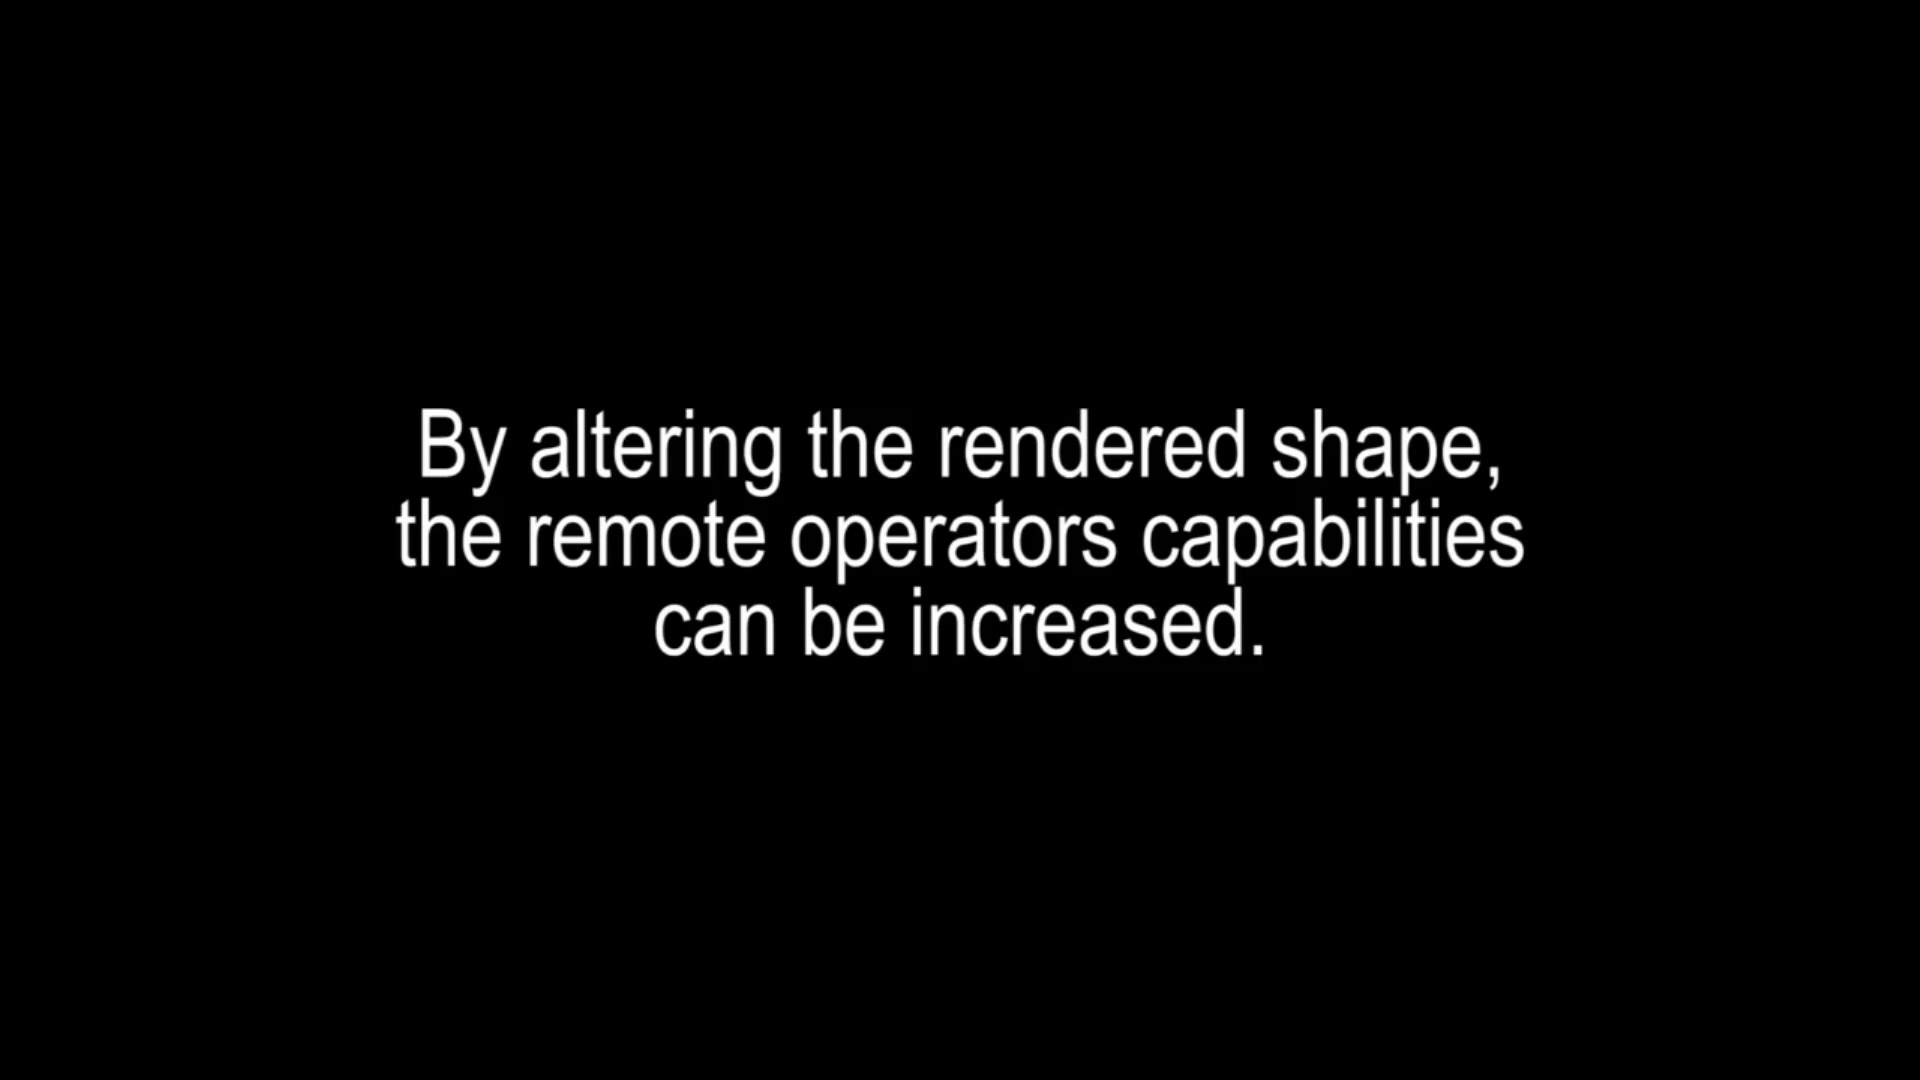 By altering the rendered shape,
the remote operators capabilities
can be increased.